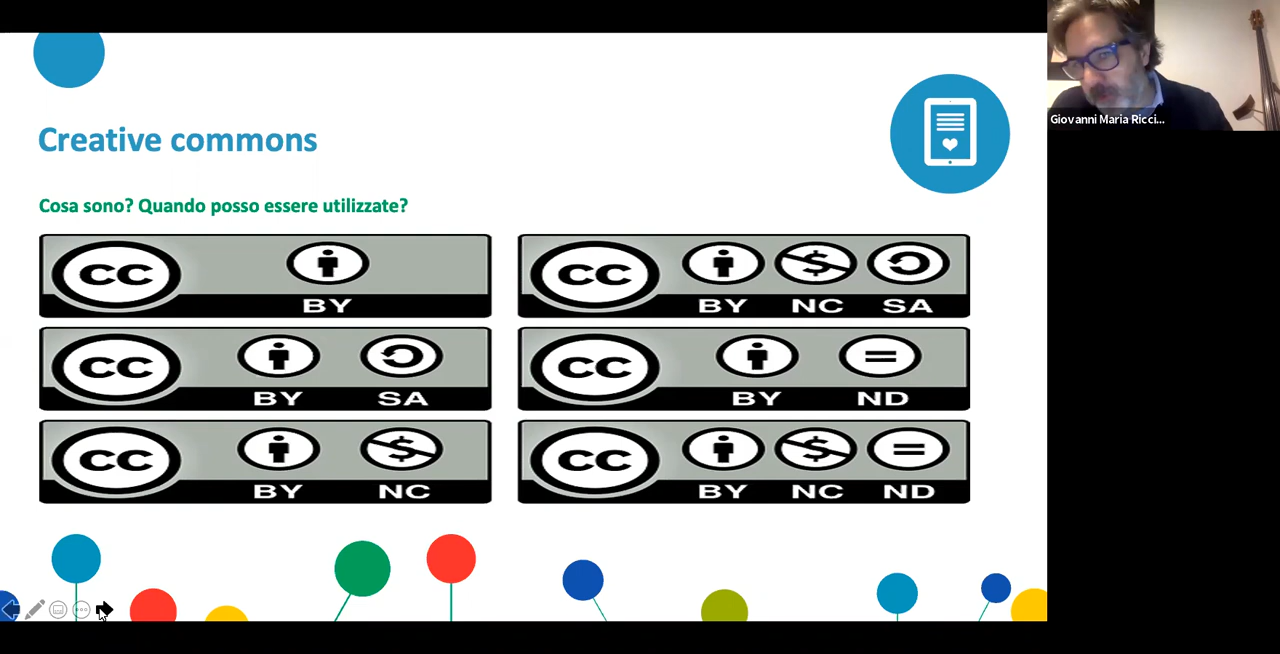 Creative commons
Cosa sono? Quando posso essere utilizzate?
CC BY
CC BY NC SA
CC BY SA
CC BY ND
CC BY NC
CC BY NC ND
Giovanni Maria Ricci...